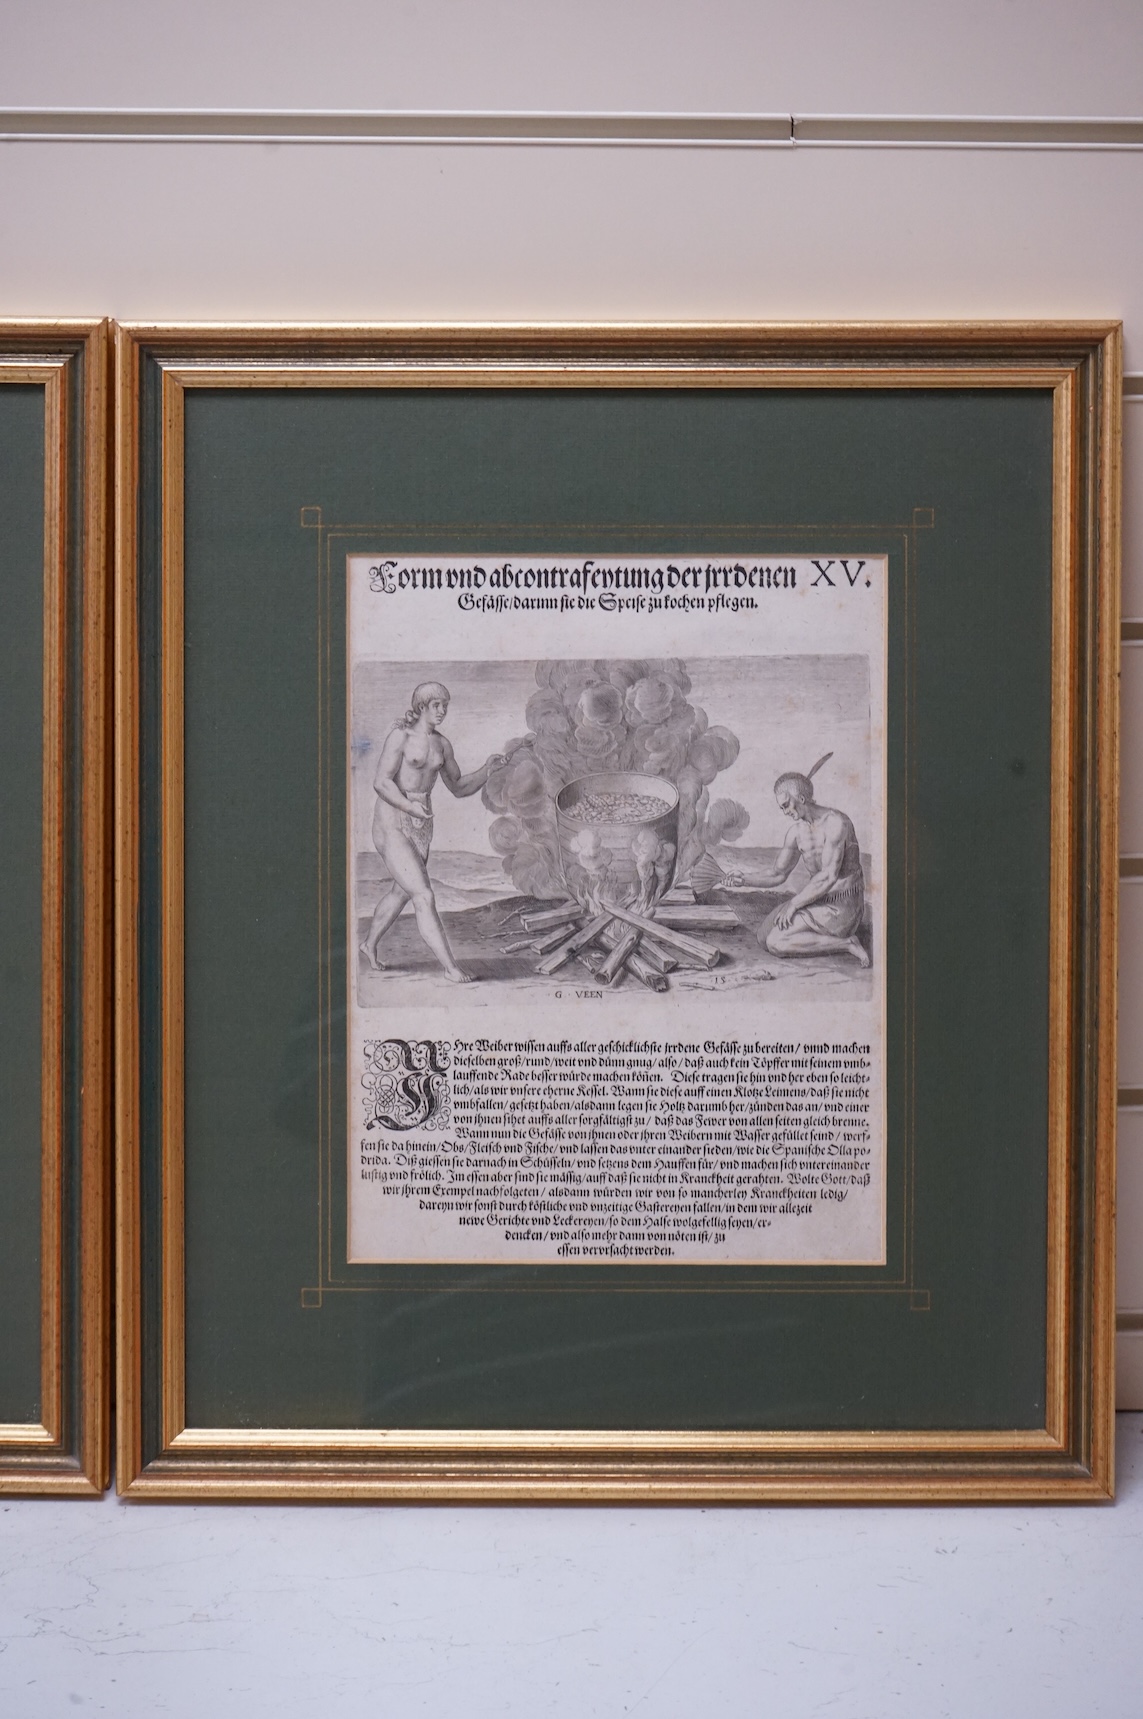 Form vnd abcontrafeytung der jrrdenen XV.
Gefässe/darinn sie die Speise zu kochen pflegen.
15
G · VEEN
Ihre Weiber wissen auffs aller geschicklichste jrrdene Gefässe zu bereiten/ vnnd machen
dieselben groß/rund/weit vnd dünn gnug/also/daß auch kein Töpffer mit seinem vmb-
lauffende Rade besser würde machen köñen. Diese tragen sie hin vnd her eben so leicht-
lich/als wir vnsere eherne Kessel. Wann sie diese auff einen Klotze Leimens/daß sie nicht
vmbfallen/gesetzt haben/alsdann legen sie Holtz darumb her/zünden das an/vnd einer
von jhnen sihet auffs aller sorgfältigst zu/ daß das Fewer von allen seiten gleich brenne.
Wann nun die Gefässe von jhnen oder jhren Weibern mit Wasser gefüllet seind/ werf-
fen sie da hinein/Obs/Fleisch vnd Fische/vnd lassen das vnter einander sieden/wie die Spanische Olla po-
drida. Diß giessen sie darnach in Schüsseln/vnd setzens dem Hauffen für/vnd machen sich vntereinander
lustig vnd frölich. Im essen aber sind sie mässig/auff daß sie nicht in Kranckheit gerahten. Wolte Gott/daß
wir jhrem Exempel nachfolgeten/ alsdann würden wir von so mancherley Kranckheiten ledig/
dareyn wir sonst durch köstliche vnd vnzeitige Gastereyen fallen/in dem wir allezeit
newe Gerichte vnd Leckereyen/so dem Halse wolgefellig seyen/er-
dencken/vnd also mehr dann von nöten ist/zu
essen vervrsacht werden.